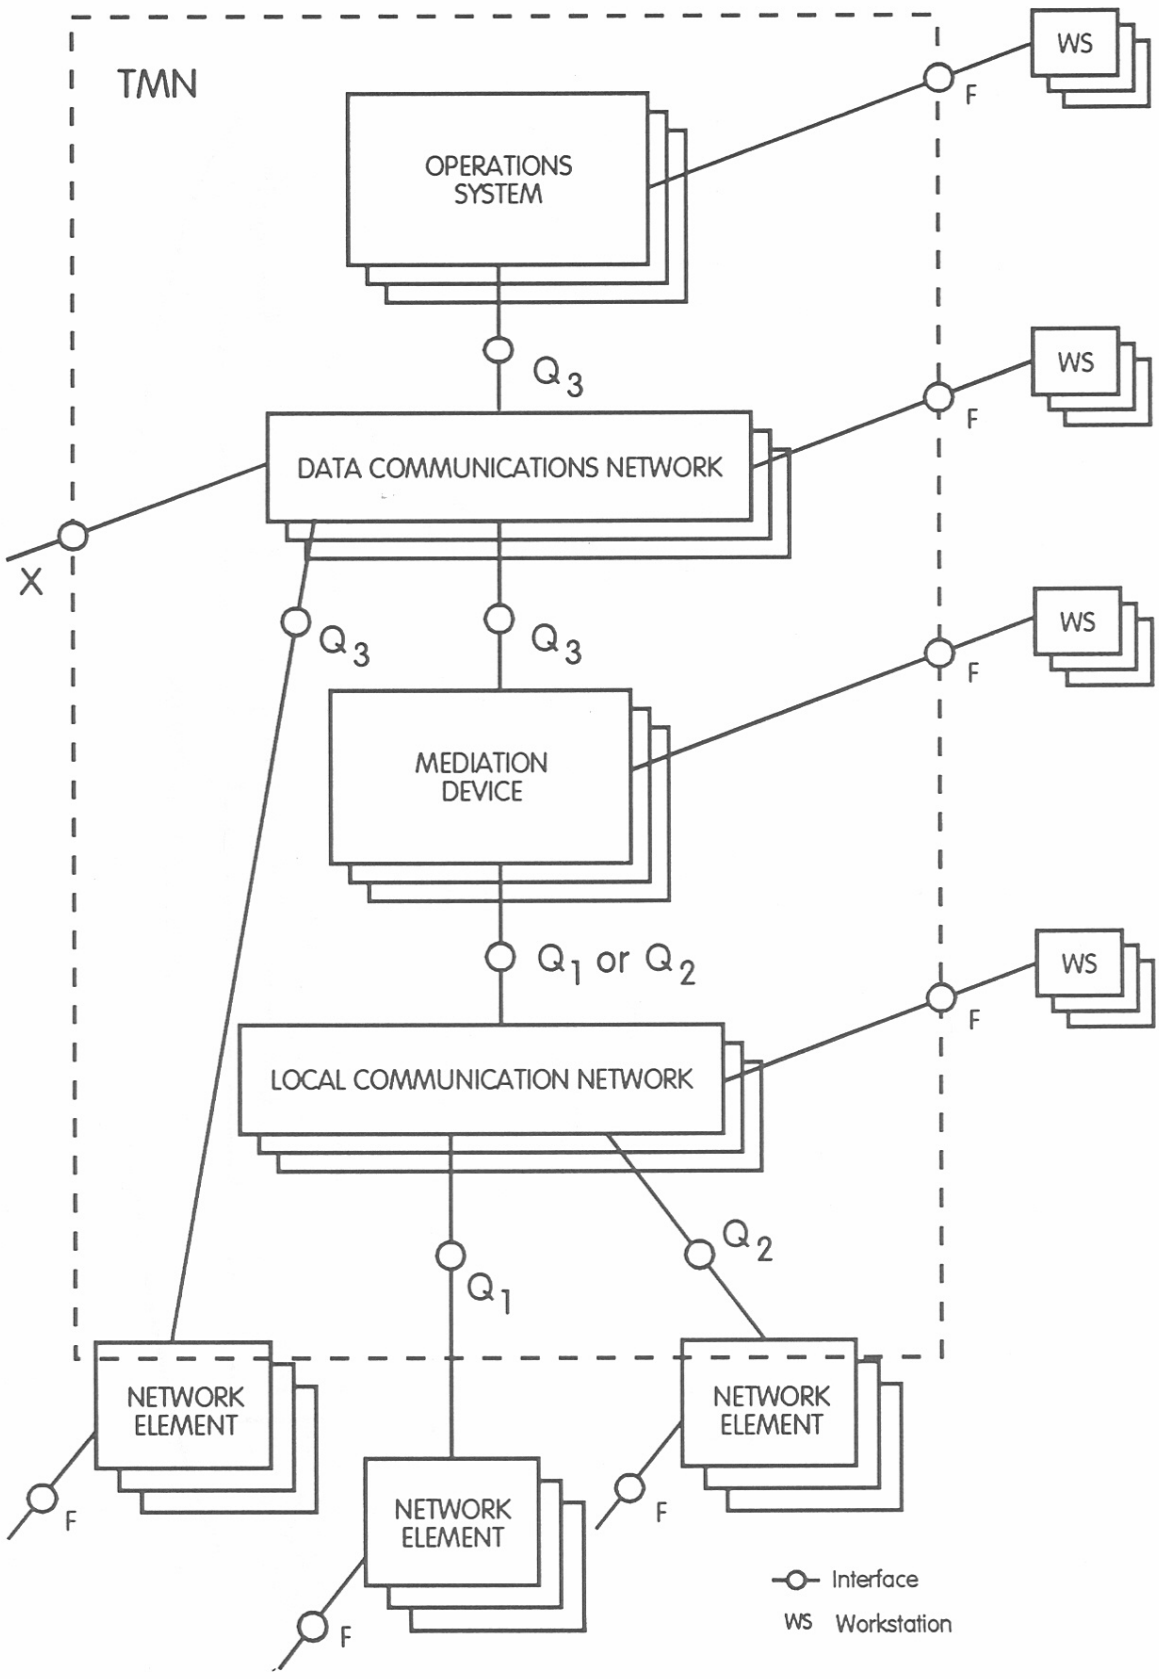 WS
TMN
F
OPERATIONS
SYSTEM
WS
Q3
F
DATA COMMUNICATIONS NETWORK
X
WS
Q3
Q3
F
MEDIATION
DEVICE
Q1 or Q2
WS
F
LOCAL COMMUNICATION NETWORK
Q2
Q1
NETWORK
ELEMENT
NETWORK
ELEMENT
F
NETWORK
ELEMENT
F
F
Interface
WS Workstation